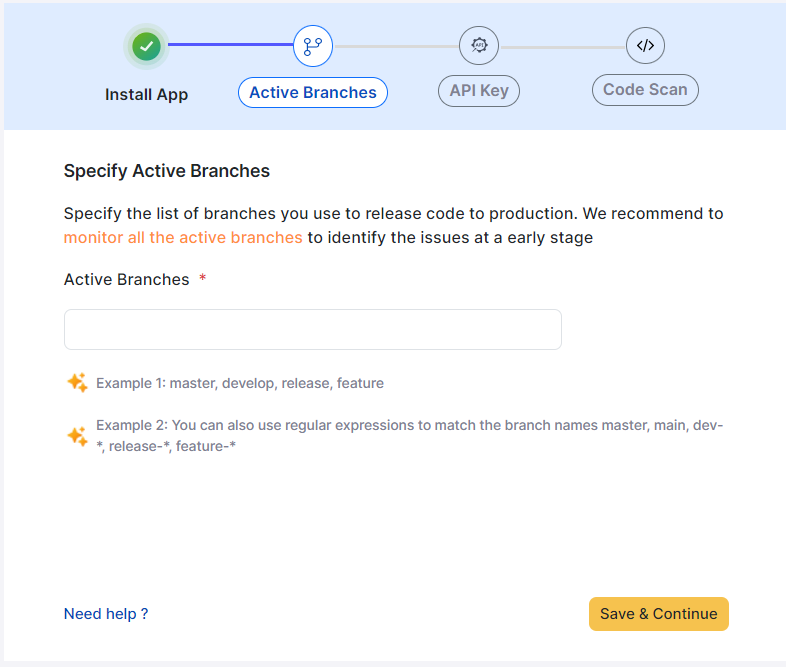 Install App
Active Branches
API Key
Code Scan
Specify Active Branches
Specify the list of branches you use to release code to production. We recommend to
monitor all the active branches to identify the issues at a early stage
Active Branches *
Example 1: master, develop, release, feature
Example 2: You can also use regular expressions to match the branch names master, main, dev-
*, release-*, feature-*
Need help ?
Save & Continue